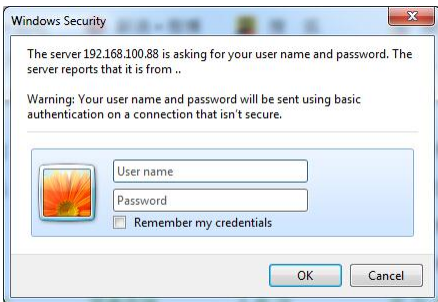 Windows Security
The server 192.168.100.88 is asking for your user name and password. The
server reports that it is from ..
Warning: Your user name and password will be sent using basic
authentication on a connection that isn't secure.
User name
Password
Remember my credentials
OK
Cancel